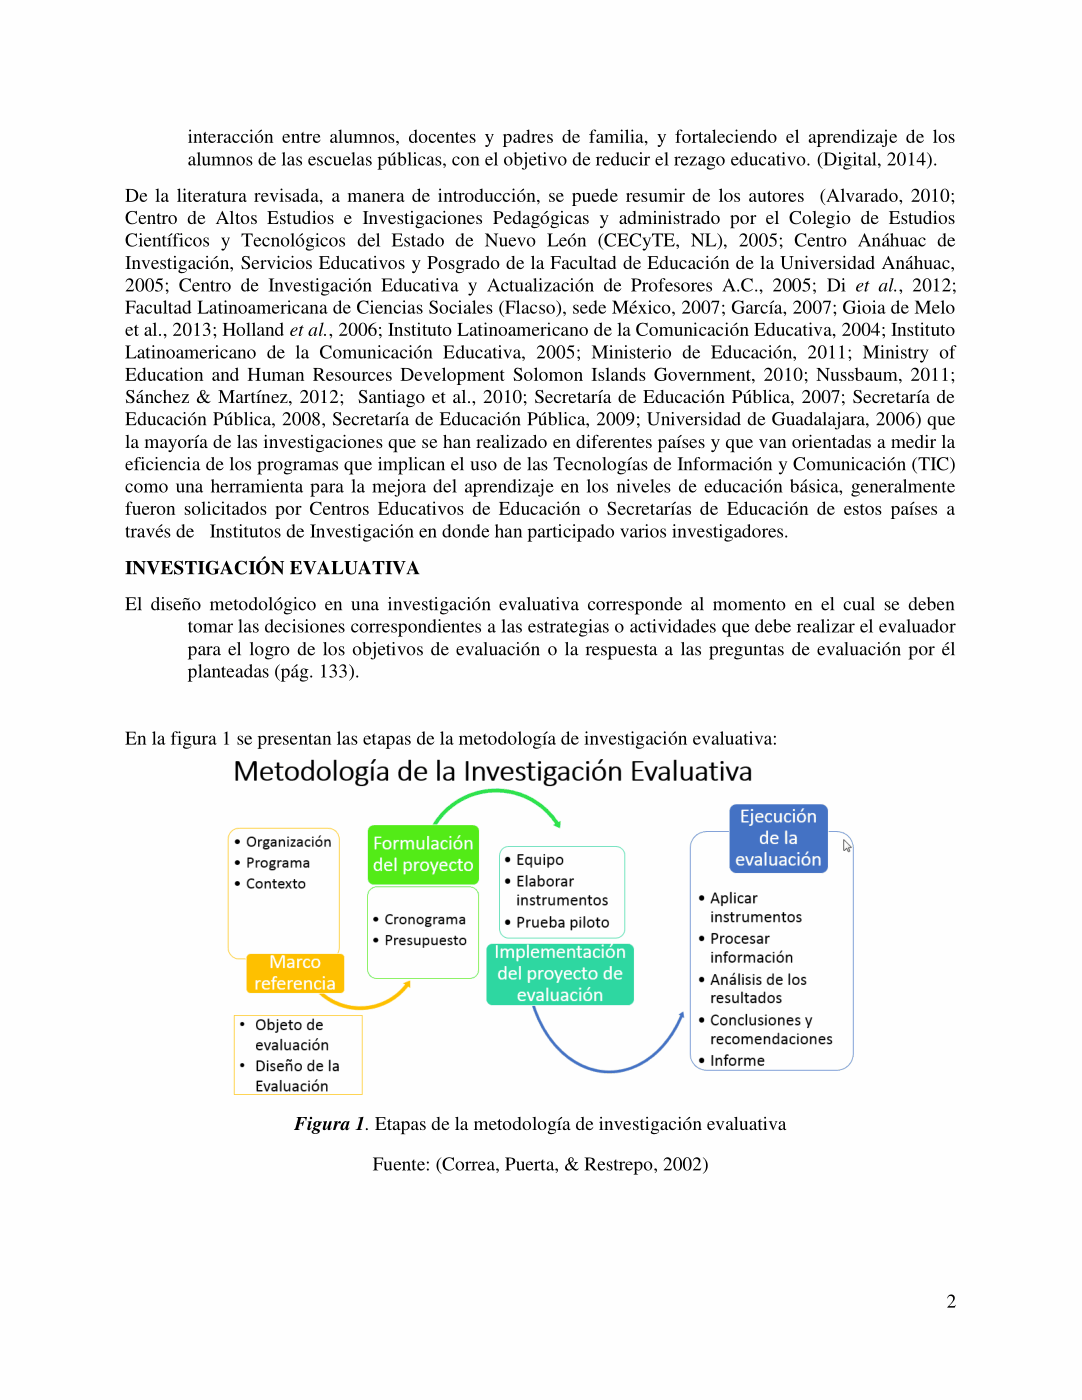 interacción entre alumnos, docentes y padres de familia, y fortaleciendo el aprendizaje de los
alumnos de las escuelas públicas, con el objetivo de reducir el rezago educativo. (Digital, 2014).
De la literatura revisada, a manera de introducción, se puede resumir de los autores (Alvarado, 2010;
Centro de Altos Estudios e Investigaciones Pedagógicas y administrado por el Colegio de Estudios
Científicos y Tecnológicos del Estado de Nuevo León (CECyTE, NL), 2005; Centro Anáhuac de
Investigación, Servicios Educativos y Posgrado de la Facultad de Educación de la Universidad Anáhuac,
2005; Centro de Investigación Educativa y Actualización de Profesores A.C., 2005; Di et al., 2012;
Facultad Latinoamericana de Ciencias Sociales (Flacso), sede México, 2007; García, 2007; Gioia de Melo
et al., 2013; Holland et al., 2006; Instituto Latinoamericano de la Comunicación Educativa, 2004; Instituto
Latinoamericano de la Comunicación Educativa, 2005; Ministerio de Educación, 2011; Ministry of
Education and Human Resources Development Solomon Islands Government, 2010; Nussbaum, 2011;
Sánchez & Martínez, 2012; Santiago et al., 2010; Secretaría de Educación Pública, 2007; Secretaría de
Educación Pública, 2008, Secretaría de Educación Pública, 2009; Universidad de Guadalajara, 2006) que
la mayoría de las investigaciones que se han realizado en diferentes países y que van orientadas a medir la
eficiencia de los programas que implican el uso de las Tecnologías de Información y Comunicación (TIC)
como una herramienta para la mejora del aprendizaje en los niveles de educación básica, generalmente
fueron solicitados por Centros Educativos de Educación o Secretarías de Educación de estos países a
través de Institutos de Investigación en donde han participado varios investigadores.
INVESTIGACIÓN EVALUATIVA
El diseño metodológico en una investigación evaluativa corresponde al momento en el cual se deben
tomar las decisiones correspondientes a las estrategias o actividades que debe realizar el evaluador
para el logro de los objetivos de evaluación o la respuesta a las preguntas de evaluación por él
planteadas (pág. 133).
En la figura 1 se presentan las etapas de la metodología de investigación evaluativa:
Metodología de la Investigación Evaluativa
• Organización
• Programa
• Contexto
Marco
referencia
• Objeto de
evaluación
• Diseño de la
Evaluación
Formulación
del proyecto
• Cronograma
• Presupuesto
• Equipo
• Elaborar
instrumentos
• Prueba piloto
Implementación
del proyecto de
evaluación
Ejecución
de la
evaluación
• Aplicar
instrumentos
• Procesar
información
• Análisis de los
resultados
• Conclusiones y
recomendaciones
• Informe
Figura 1. Etapas de la metodología de investigación evaluativa
Fuente: (Correa, Puerta, & Restrepo, 2002)
2